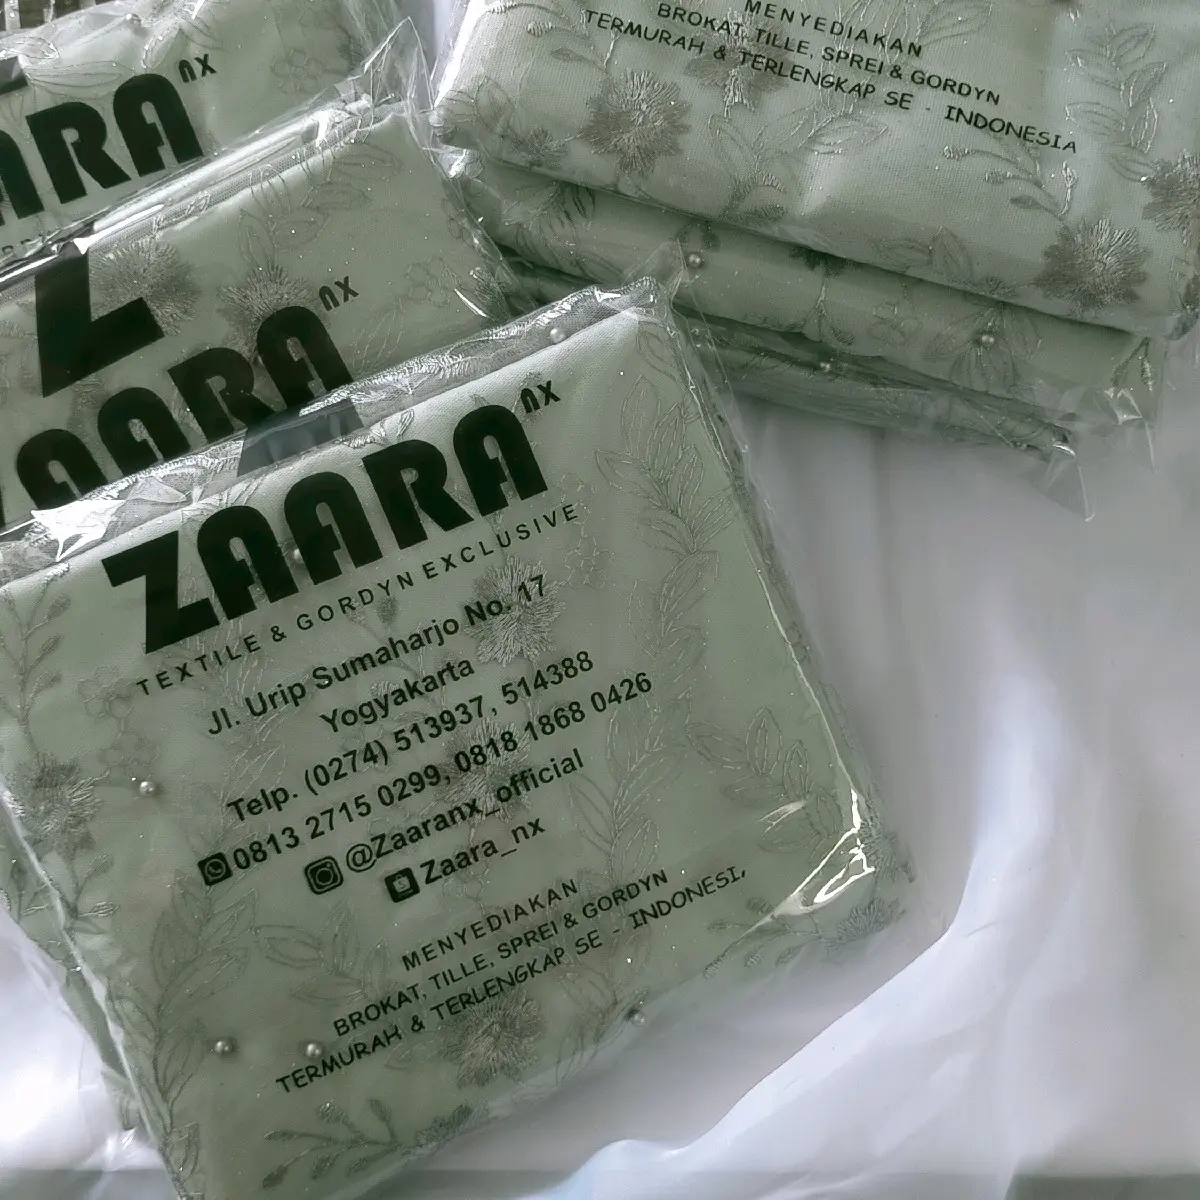 ARA nx
Z
ZAARA nx
MENYEDIAKAN
BROKAT, TILLE, SPREI & GORDYN
TERMURAH & TERLENGKAP SE - INDONESIA
ZAARA nx
TEXTILE & GORDYN EXCLUSIVE
Jl. Urip Sumaharjo No. 17
Yogyakarta
Telp. (0274) 513937, 514388
0813 2715 0299, 0818 1868 0426
@Zaaranx_official
Zaara_nx
MENYEDIAKAN
BROKAT, TILLE, SPREI & GORDYN
TERMURAH & TERLENGKAP SE - INDONESI